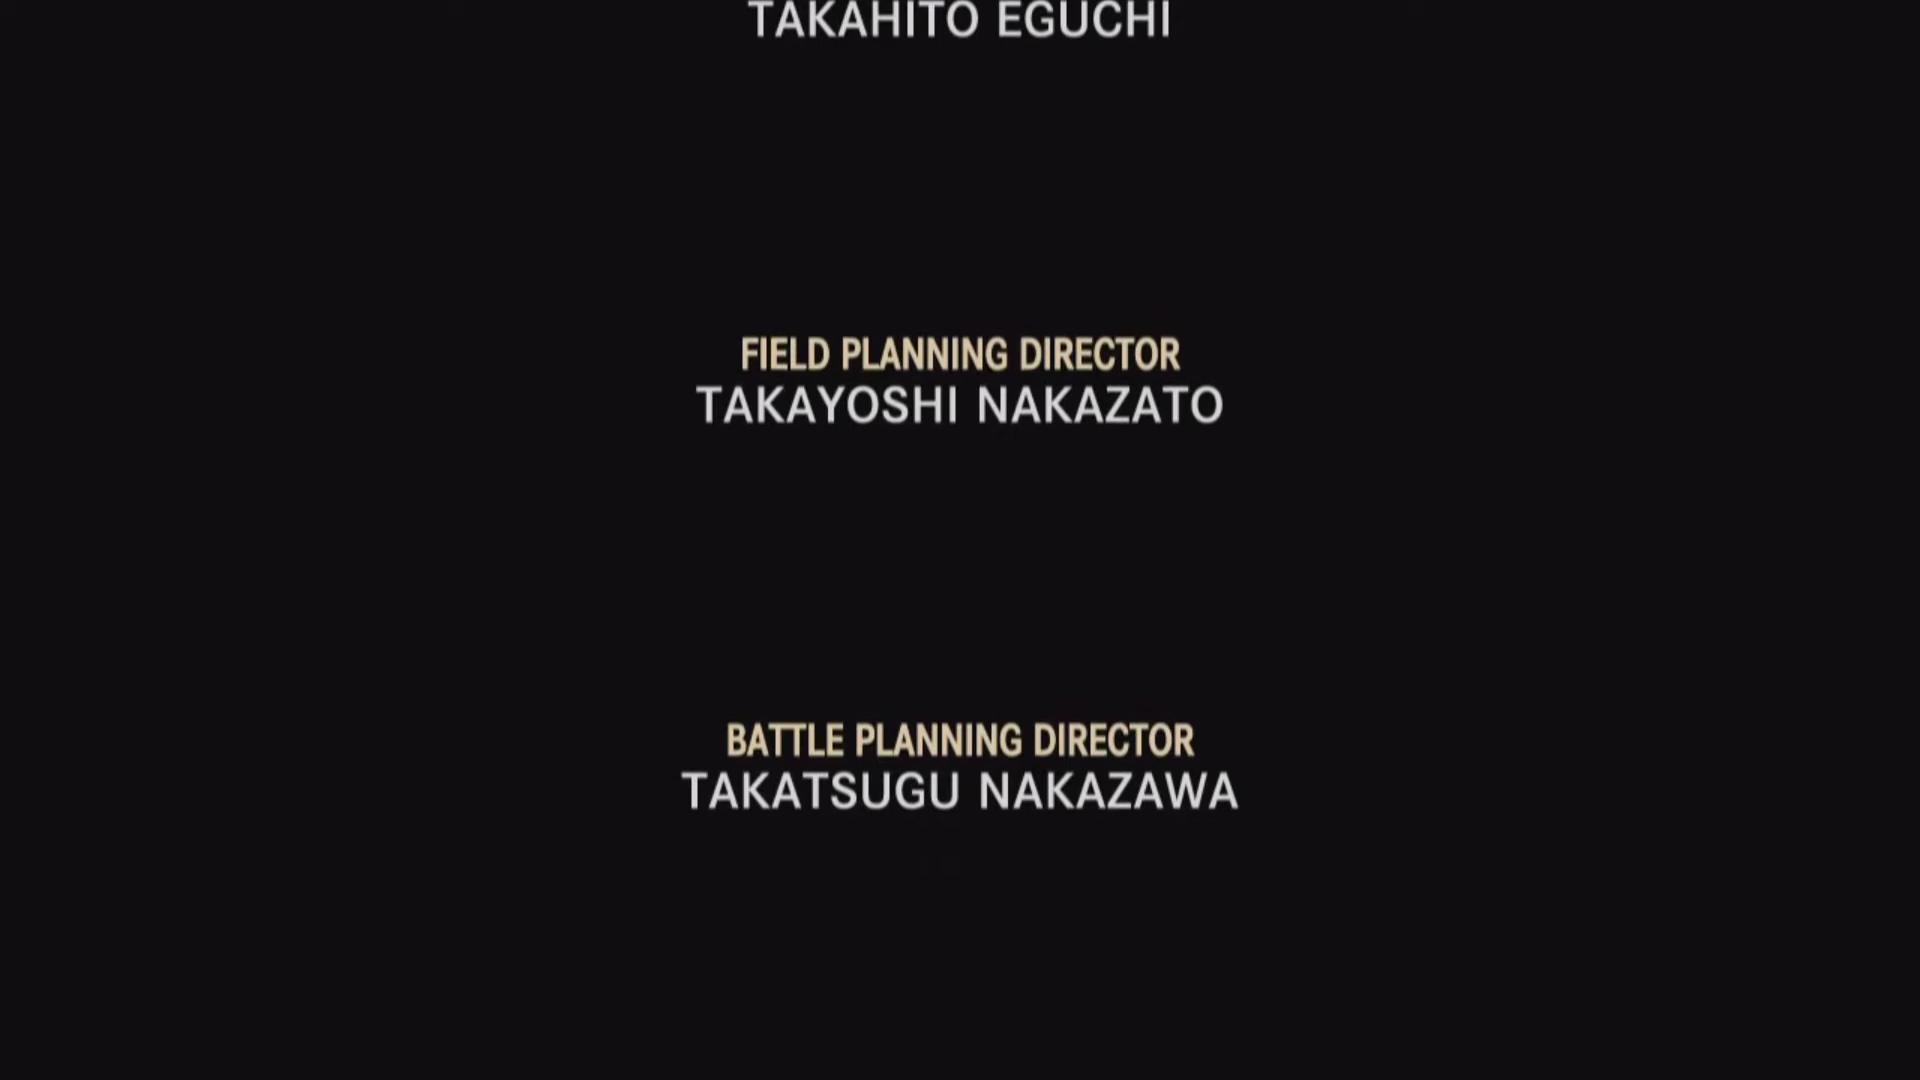 TAKAHITO EGUCHI
FIELD PLANNING DIRECTOR
TAKAYOSHI NAKAZATO
BATTLE PLANNING DIRECTOR
TAKATSUGU NAKAZAWA